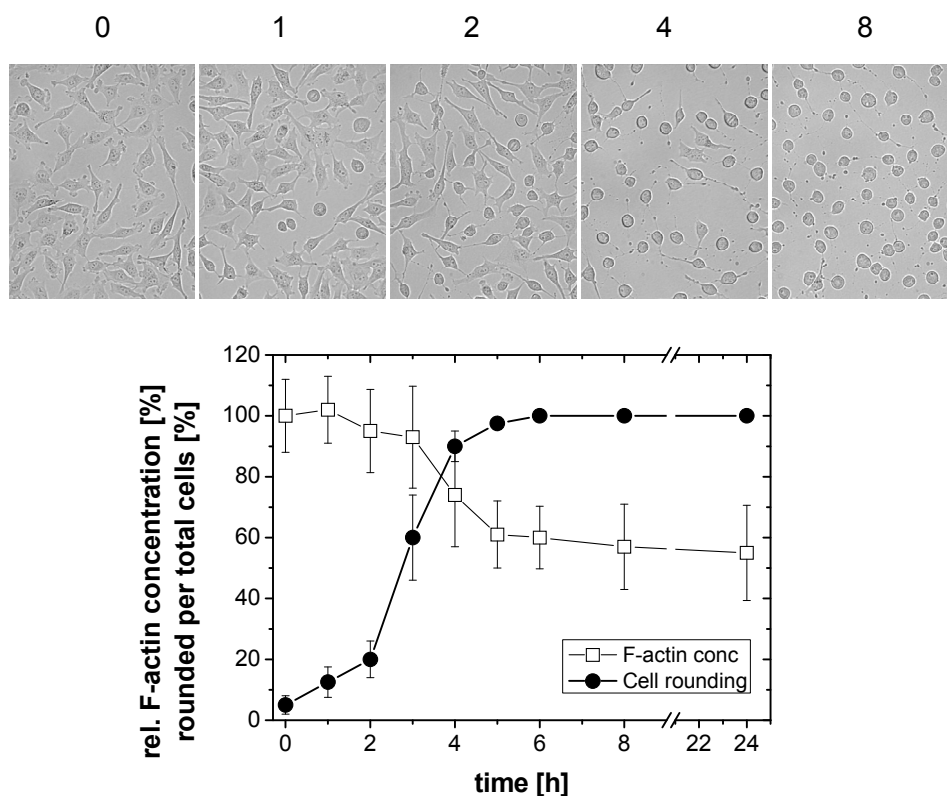 0 1 2 4 8
120
100
80
60
40
20
0
rel. F-actin concentration [%]
rounded per total cells [%]
F-actin conc
Cell rounding
0 2 4 6 8 22 24
time [h]